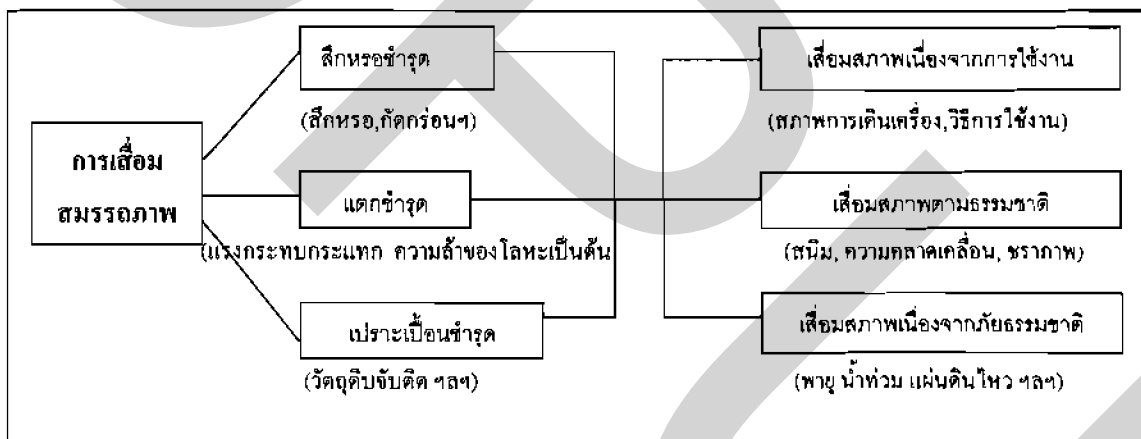 สึกหรอชำรุด
เสื่อมสภาพเนื่องจากการใช้งาน
(สึกหรอ,กัดกร่อนฯ)
(สภาพการเดินเครื่อง,วิธีการใช้งาน)
การเสื่อม
สมรรถภาพ
แตกชำรุด
เสื่อมสภาพตามธรรมชาติ
(แรงกระทบกระแทก ความล้าของโลหะเป็นต้น
(สนิม, ความคลาดเคลื่อน, ชราภาพ)
เปราะเปื้อนชำรุด
เสื่อมสภาพเนื่องจากภัยธรรมชาติ
(วัตถุดิบจับติด ฯลฯ)
(พายุ น้ำท่วม แผ่นดินไหว ฯลฯ)